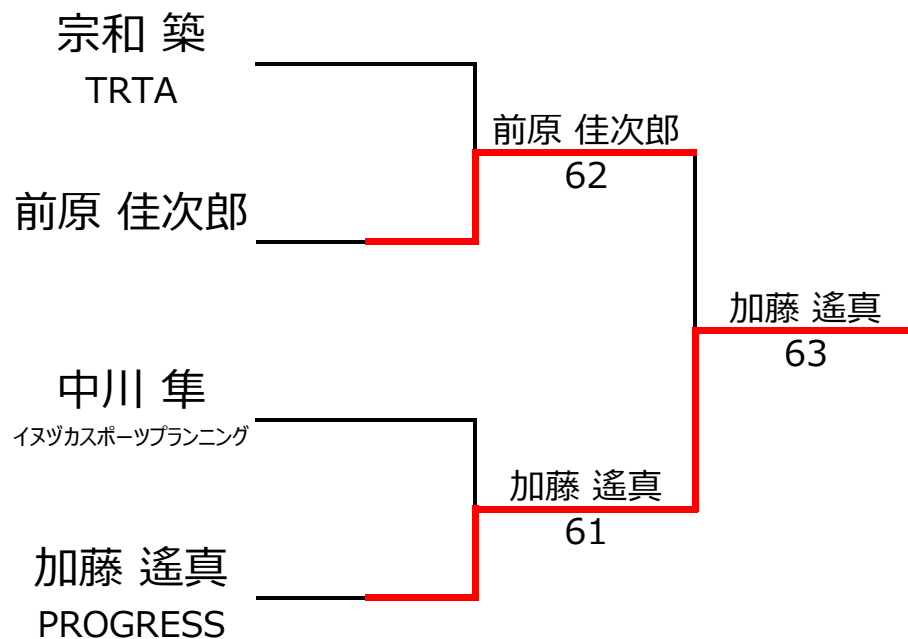 宗和 築
TRTA
前原 佳次郎
62
前原 佳次郎
加藤 遙真
63
中川 隼
イヌヅカスポーツプランニング
加藤 遙真
61
加藤 遙真
PROGRESS